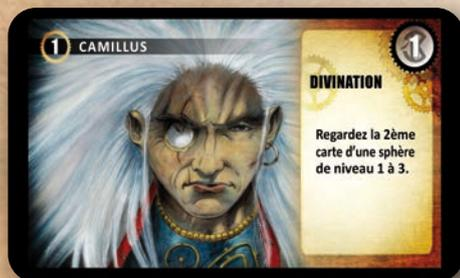 1 CAMILLUS
1
DIVINATION
Regardez la 2ème
carte d'une sphère
de niveau 1 à 3.